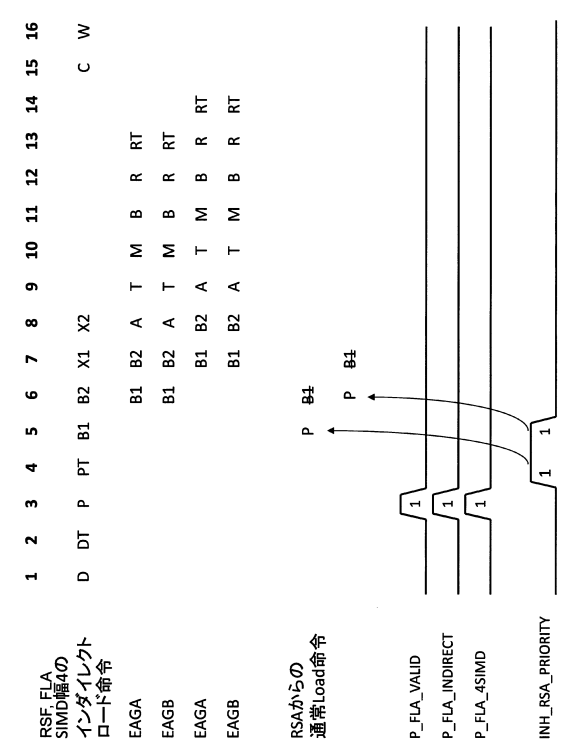 1 2 3 4 5 6 7 8 9 10 11 12 13 14 15 16
RSF, FLA
SIMD幅4の
インダイレクト
ロード命令
D DT P PT B1 B2 X1 X2 C W
EAGA B1 B2 A T M B R RT
EAGB B1 B2 A T M B R RT
EAGA B1 B2 A T M B R RT
EAGB B1 B2 A T M B R RT
RSAからの
通常Load命令
P B1
P B1
P_FLA_VALID 1
P_FLA_INDIRECT 1
P_FLA_4SIMD 1
INH_RSA_PRIORITY 1 1